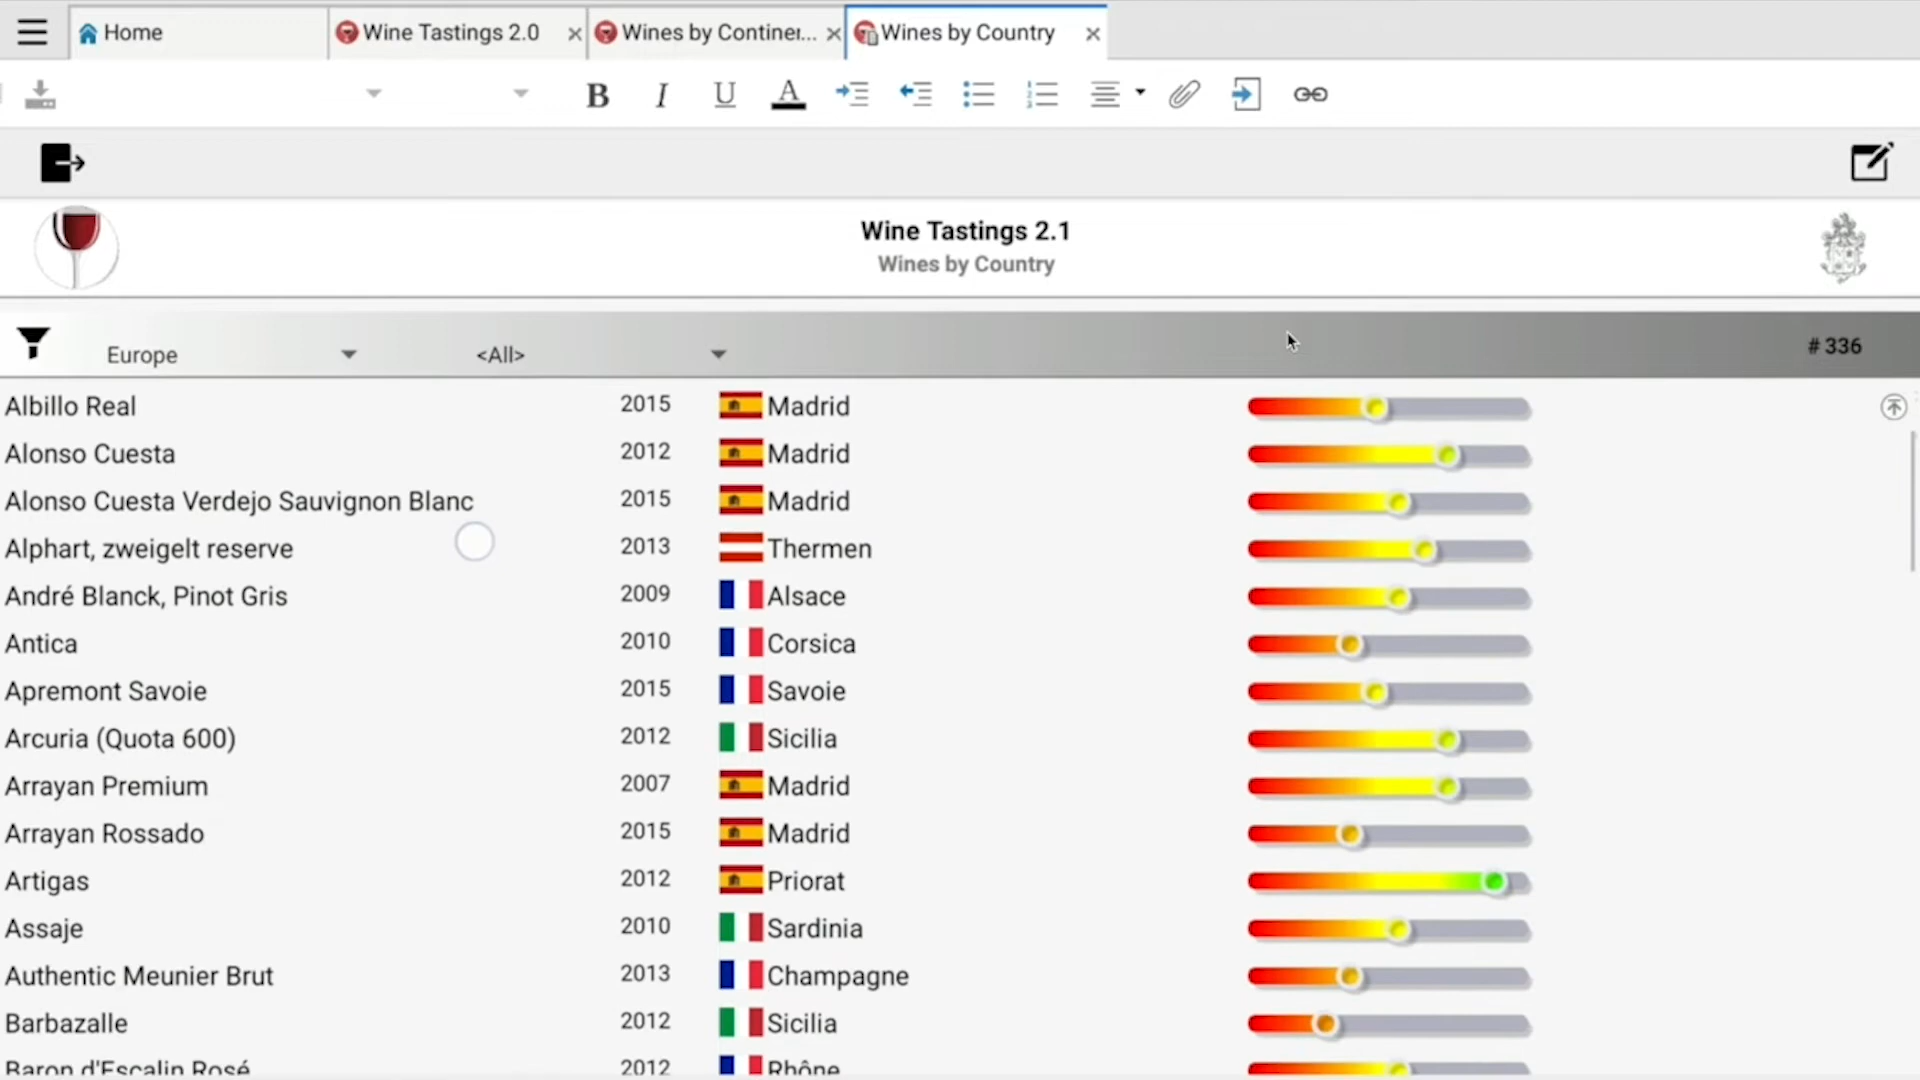 Home
Wine Tastings 2.0
Wines by Continer...
Wines by Country
B I U A
Wine Tastings 2.1
Wines by Country
Europe <All> # 336
Albillo Real 2015 Madrid
Alonso Cuesta 2012 Madrid
Alonso Cuesta Verdejo Sauvignon Blanc 2015 Madrid
Alphart, zweigelt reserve 2013 Thermen
André Blanck, Pinot Gris 2009 Alsace
Antica 2010 Corsica
Apremont Savoie 2015 Savoie
Arcuria (Quota 600) 2012 Sicilia
Arrayan Premium 2007 Madrid
Arrayan Rossado 2015 Madrid
Artigas 2012 Priorat
Assaje 2010 Sardinia
Authentic Meunier Brut 2013 Champagne
Barbazalle 2012 Sicilia
Baron d'Escalin Rosé 2012 Rhône